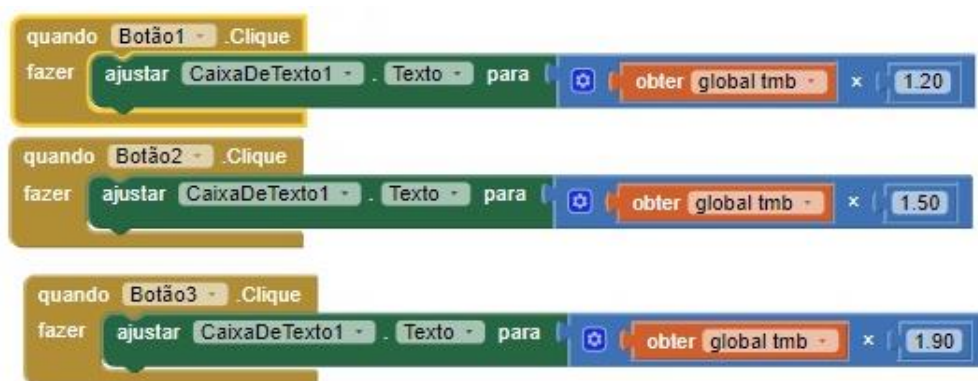 quando Botão1 .Clique
fazer ajustar CaixaDeTexto1 . Texto para obter global tmb × 1.20
quando Botão2 .Clique
fazer ajustar CaixaDeTexto1 . Texto para obter global tmb × 1.50
quando Botão3 .Clique
fazer ajustar CaixaDeTexto1 . Texto para obter global tmb × 1.90